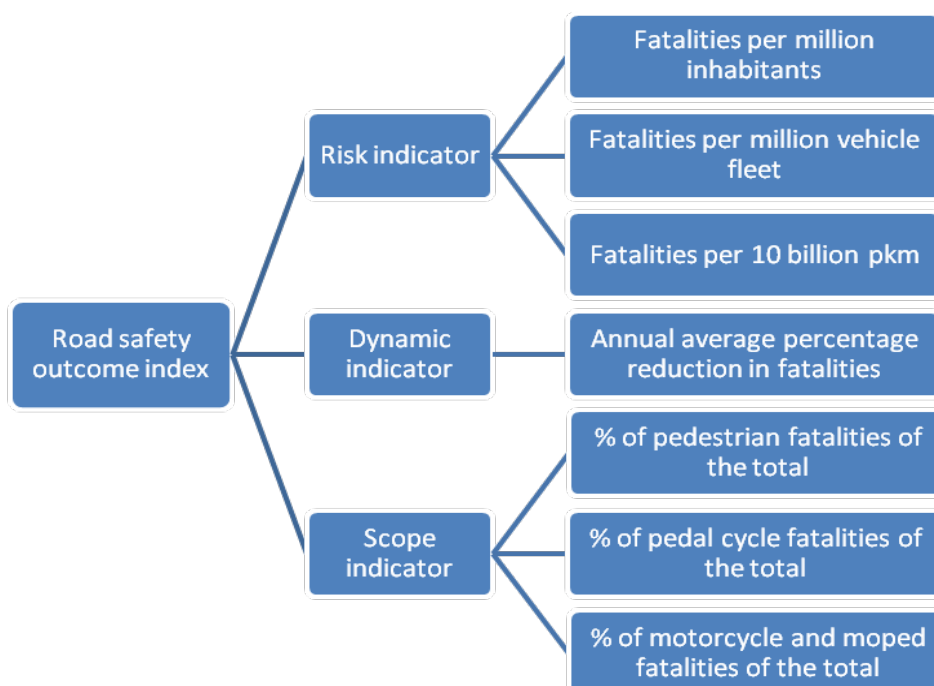 Fatalities per million
inhabitants
Risk indicator
Fatalities per million vehicle
fleet
Fatalities per 10 billion pkm
Road safety
outcome index
Dynamic
indicator
Annual average percentage
reduction in fatalities
% of pedestrian fatalities of
the total
Scope
indicator
% of pedal cycle fatalities of
the total
% of motorcycle and moped
fatalities of the total